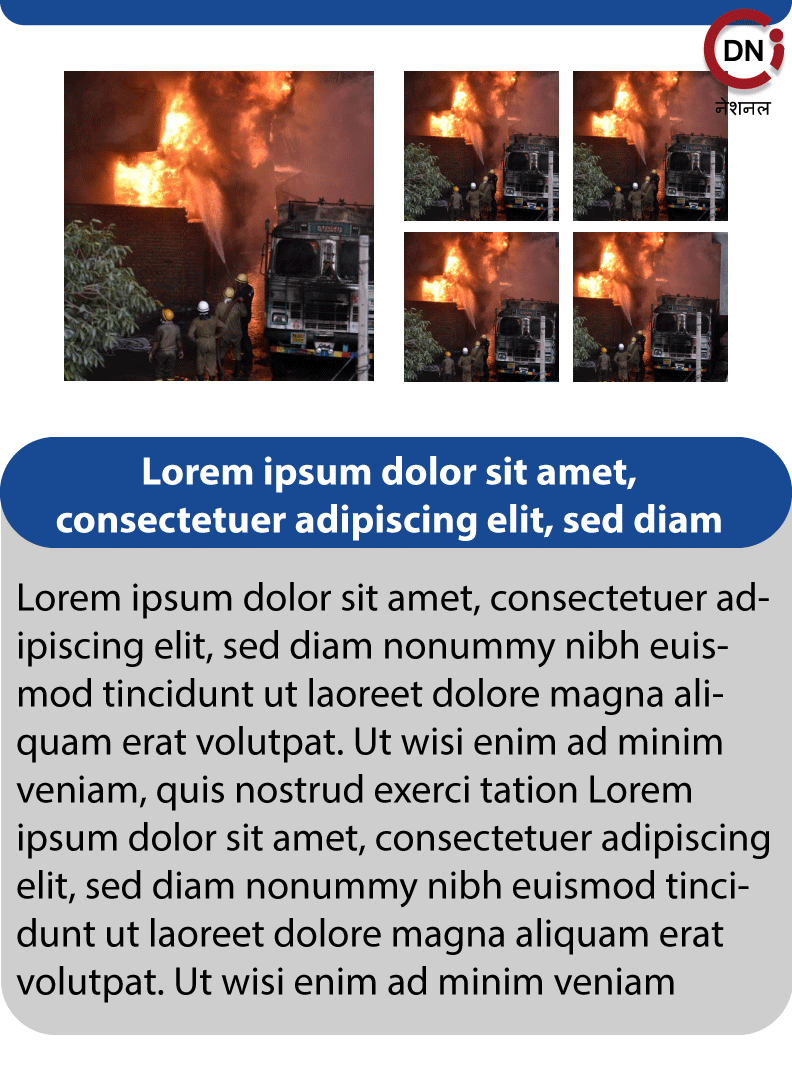 DN
नेशनल
Lorem ipsum dolor sit amet,
consectetuer adipiscing elit, sed diam
Lorem ipsum dolor sit amet, consectetuer ad-
ipiscing elit, sed diam nonummy nibh euis-
mod tincidunt ut laoreet dolore magna ali-
quam erat volutpat. Ut wisi enim ad minim
veniam, quis nostrud exerci tation Lorem
ipsum dolor sit amet, consectetuer adipiscing
elit, sed diam nonummy nibh euismod tinci-
dunt ut laoreet dolore magna aliquam erat
volutpat. Ut wisi enim ad minim veniam